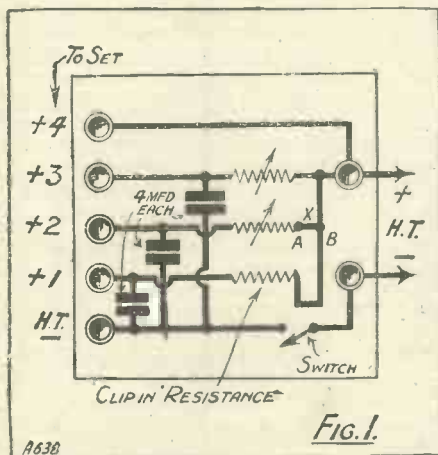 To SET
+4
+3
4 MFD
EACH
+
+2
X
H.T.
A
B
+1
-
H.T.
-
SWITCH
"CLIP IN" RESISTANCE
FIG. 1.
A638